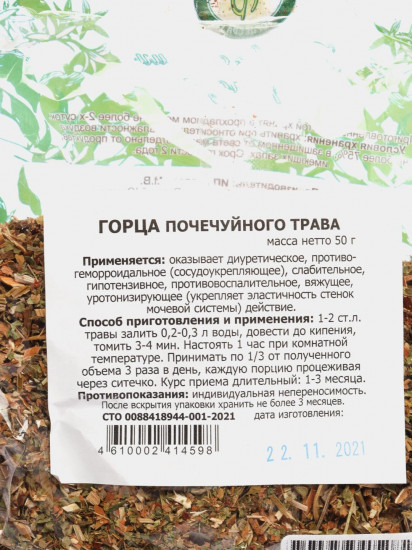 ГОРЦА ПОЧЕЧУЙНОГО ТРАВА
масса нетто 50 г
Применяется: оказывает диуретическое, противо-
геморроидальное (сосудоукрепляющее), слабительное,
гипотензивное, противовоспалительное, вяжущее,
уротонизирующее (укрепляет эластичность стенок
мочевой системы) действие.
Способ приготовления и применения: 1-2 ст.л.
травы залить 0,2-0,3 л воды, довести до кипения,
томить 3-4 мин. Настоять 1 час при комнатной
температуре. Принимать по 1/3 от полученного
объема 3 раза в день, каждую порцию процеживая
через ситечко. Курс приема длительный: 1-3 месяца.
Противопоказания: индивидуальная непереносимость.
После вскрытия упаковки хранить не более 3 месяцев.
СТО 0088418944-001-2021 дата изготовления:
4 610002 414598
22. 11. 2021